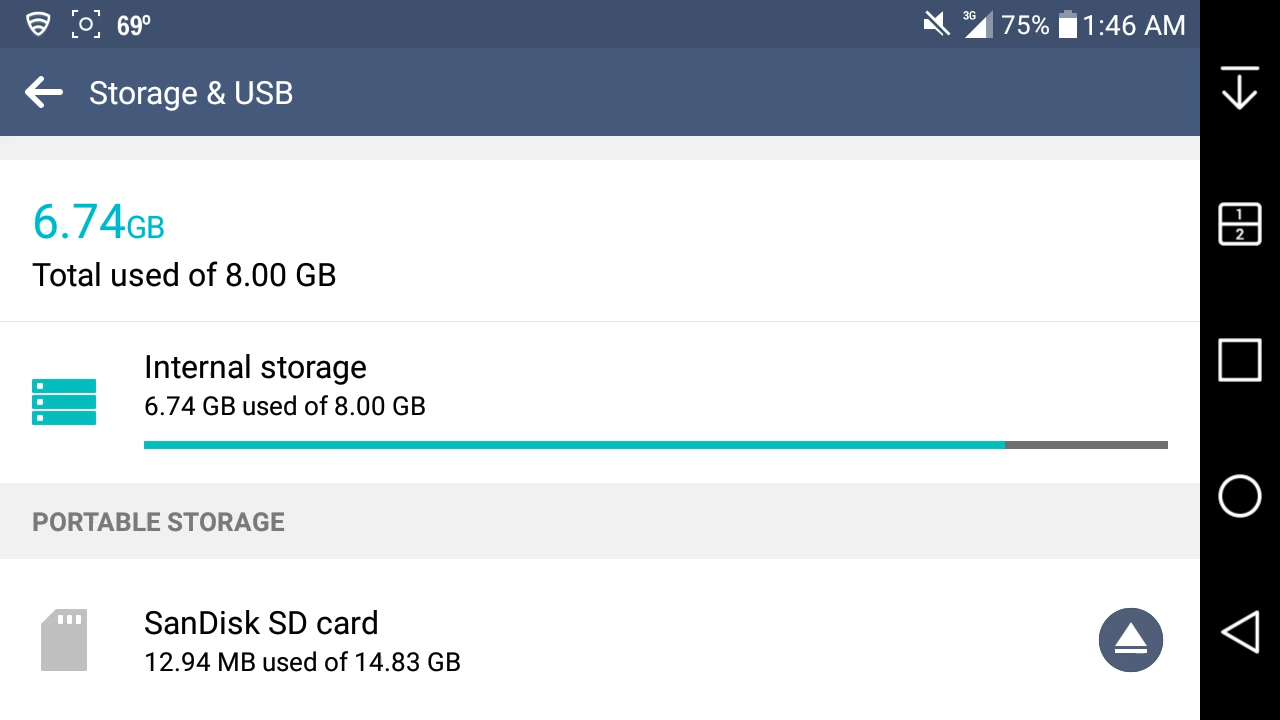 69º 3G 75% 1:46 AM
Storage & USB
6.74GB
Total used of 8.00 GB
Internal storage
6.74 GB used of 8.00 GB
PORTABLE STORAGE
SanDisk SD card
12.94 MB used of 14.83 GB
1
2